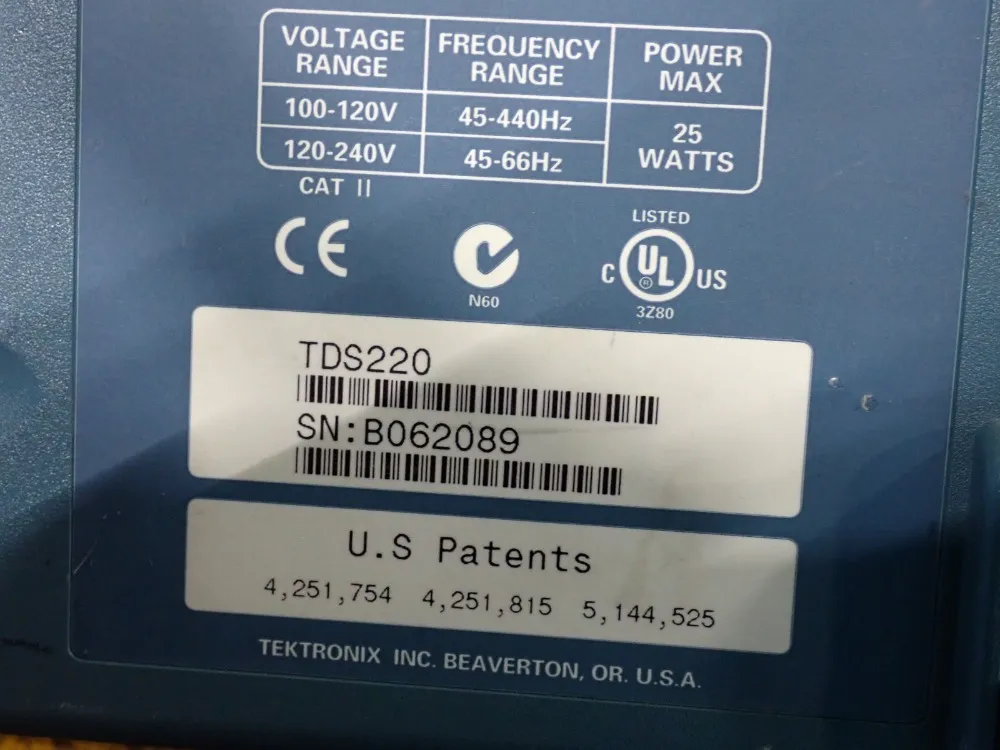 VOLTAGE RANGE FREQUENCY RANGE POWER MAX
100-120V 45-440Hz 25 WATTS
120-240V 45-66Hz
CAT II
CE
LISTED
C UL ® US
N60
3Z80
TDS220
SN:B062089
U.S Patents
4,251,754 4,251,815 5,144,525
TEKTRONIX INC. BEAVERTON, OR. U.S.A.